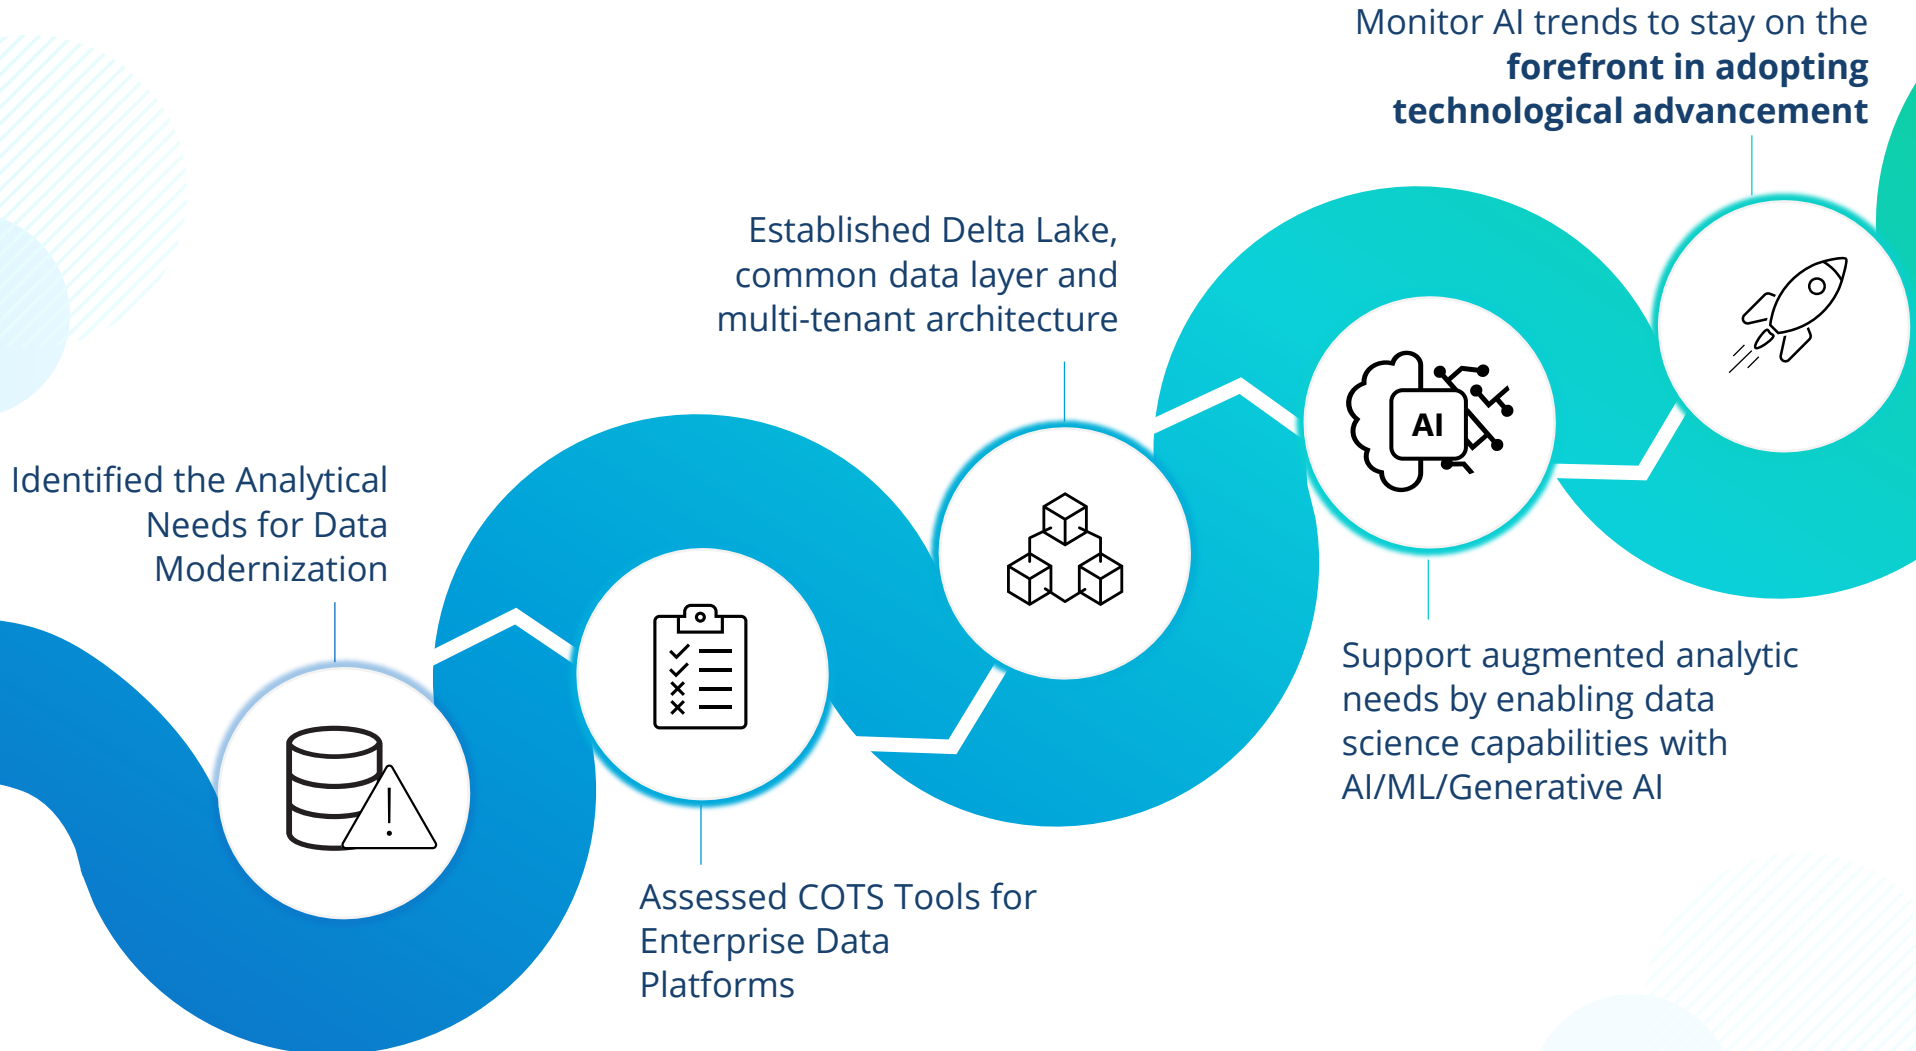 Identified the Analytical
Needs for Data
Modernization
Assessed COTS Tools for
Enterprise Data
Platforms
Established Delta Lake,
common data layer and
multi-tenant architecture
AI
Support augmented analytic
needs by enabling data
science capabilities with
AI/ML/Generative AI
Monitor AI trends to stay on the
forefront in adopting
technological advancement